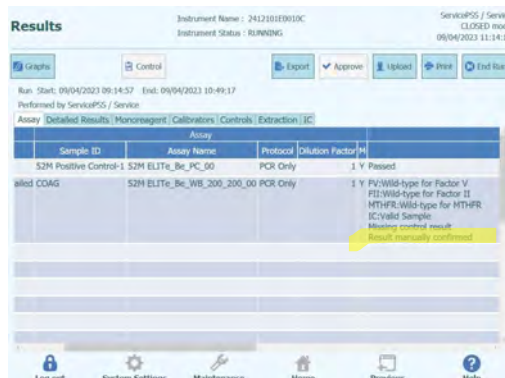 Results
Instrument Name : 2412101E0010C
Instrument Status : RUNNING
ServicePSS / Servi
CLOSED mo
09/04/2023 11:14:1
Graphs
Control
Export
Approve
Upload
Print
End Ru
Run Start: 09/04/2023 09:14:57 End: 09/04/2023 10:49:17
Performed by ServicePSS / Service
Assay Detailed Results Monoreagent Calibrators Controls Extraction IC
Assay
Sample ID Assay Name Protocol Dilution Factor M
S2M Positive Control-1 S2M ELITe_Be_PC_00 PCR Only 1 Y Passed
ailed COAG S2M ELITe_Be_WB_200_200_00 PCR Only 1 Y FV:Wild-type for Factor V
FII:Wild-type for Factor II
MTHFR:Wild-type for MTHFR
IC:Valid Sample
Missing control result
Result manually confirmed